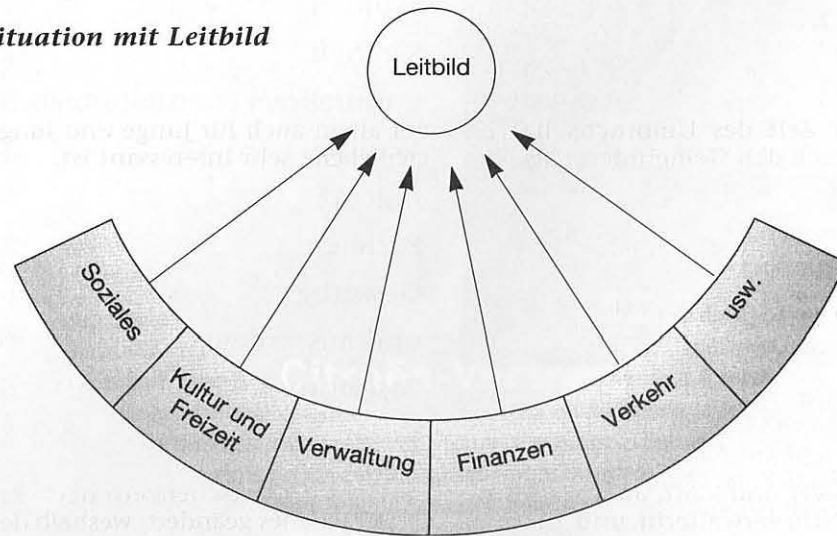 ituation mit Leitbild
Leitbild
Soziales
Kultur und
Freizeit
Verwaltung
Finanzen
Verkehr
usw.